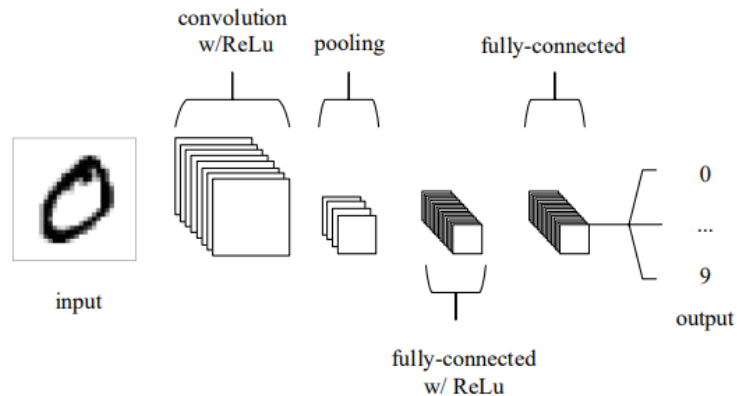 convolution
w/ReLu
pooling
fully-connected
input
fully-connected
w/ ReLu
0
...
9
output